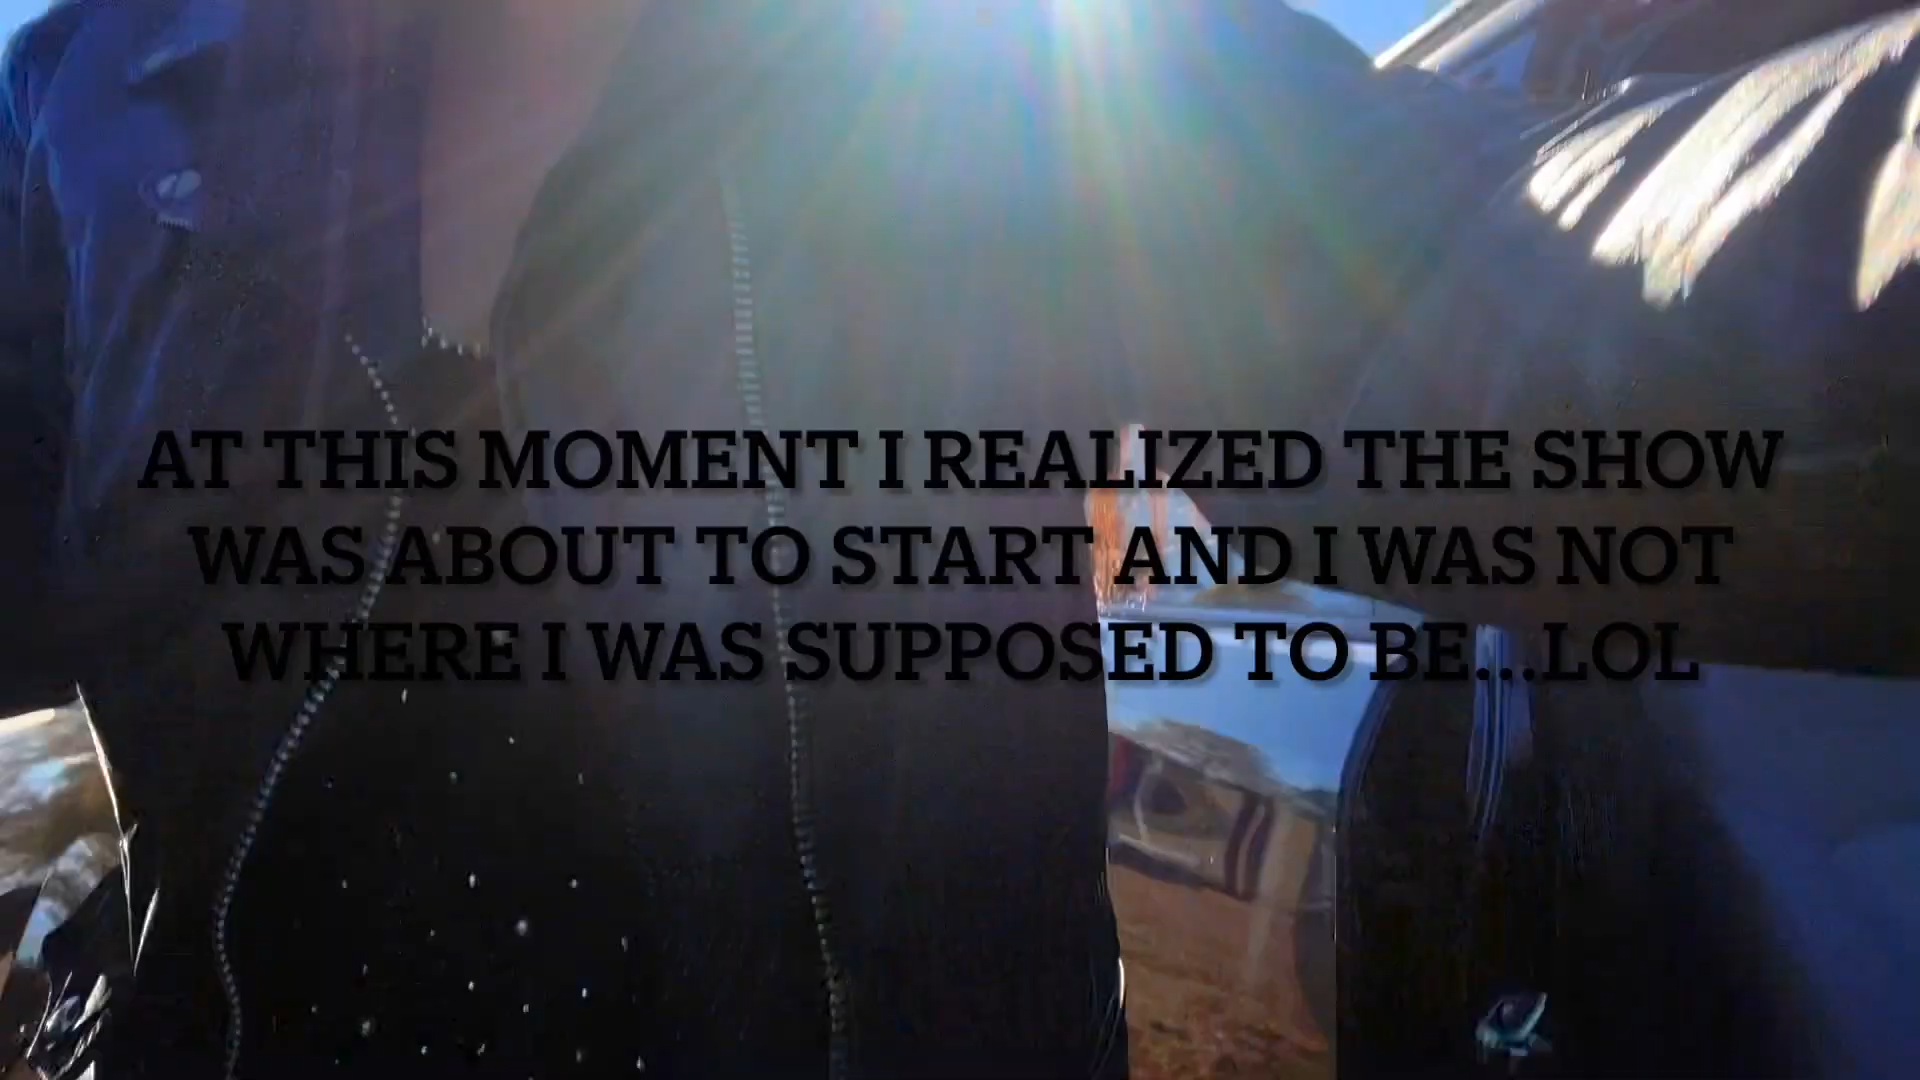 AT THIS MOMENT I REALIZED THE SHOW
WAS ABOUT TO START AND I WAS NOT
WHERE I WAS SUPPOSED TO BE...LOL